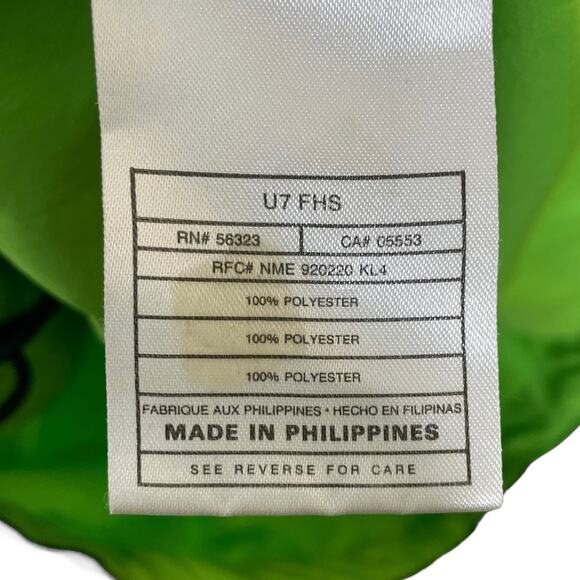 U7 FHS
RN# 56323 CA# 05553
RFC# NME 920220 KL4
100% POLYESTER
100% POLYESTER
100% POLYESTER
FABRIQUE AUX PHILIPPINES • HECHO EN FILIPINAS
MADE IN PHILIPPINES
SEE REVERSE FOR CARE